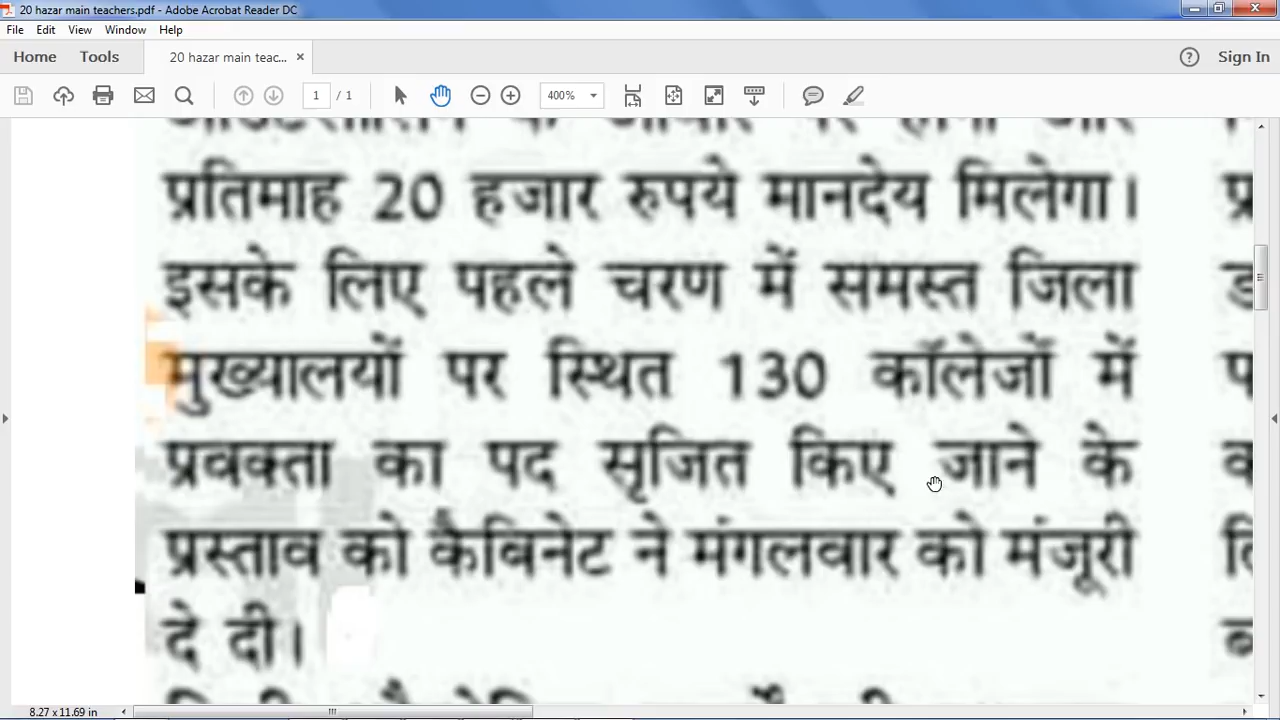 20 hazar main teachers.pdf - Adobe Acrobat Reader DC
File Edit View Window Help
Home Tools 20 hazar main teac... × ? Sign In
1 / 1 400%
प्रतिमाह 20 हजार रुपये मानदेय मिलेगा।
इसके लिए पहले चरण में समस्त जिला
मुख्यालयों पर स्थित 130 कॉलेजों में
प्रवक्ता का पद सृजित किए जाने के
प्रस्ताव को कैबिनेट ने मंगलवार को मंजूरी
दे दी।
8.27 x 11.69 in